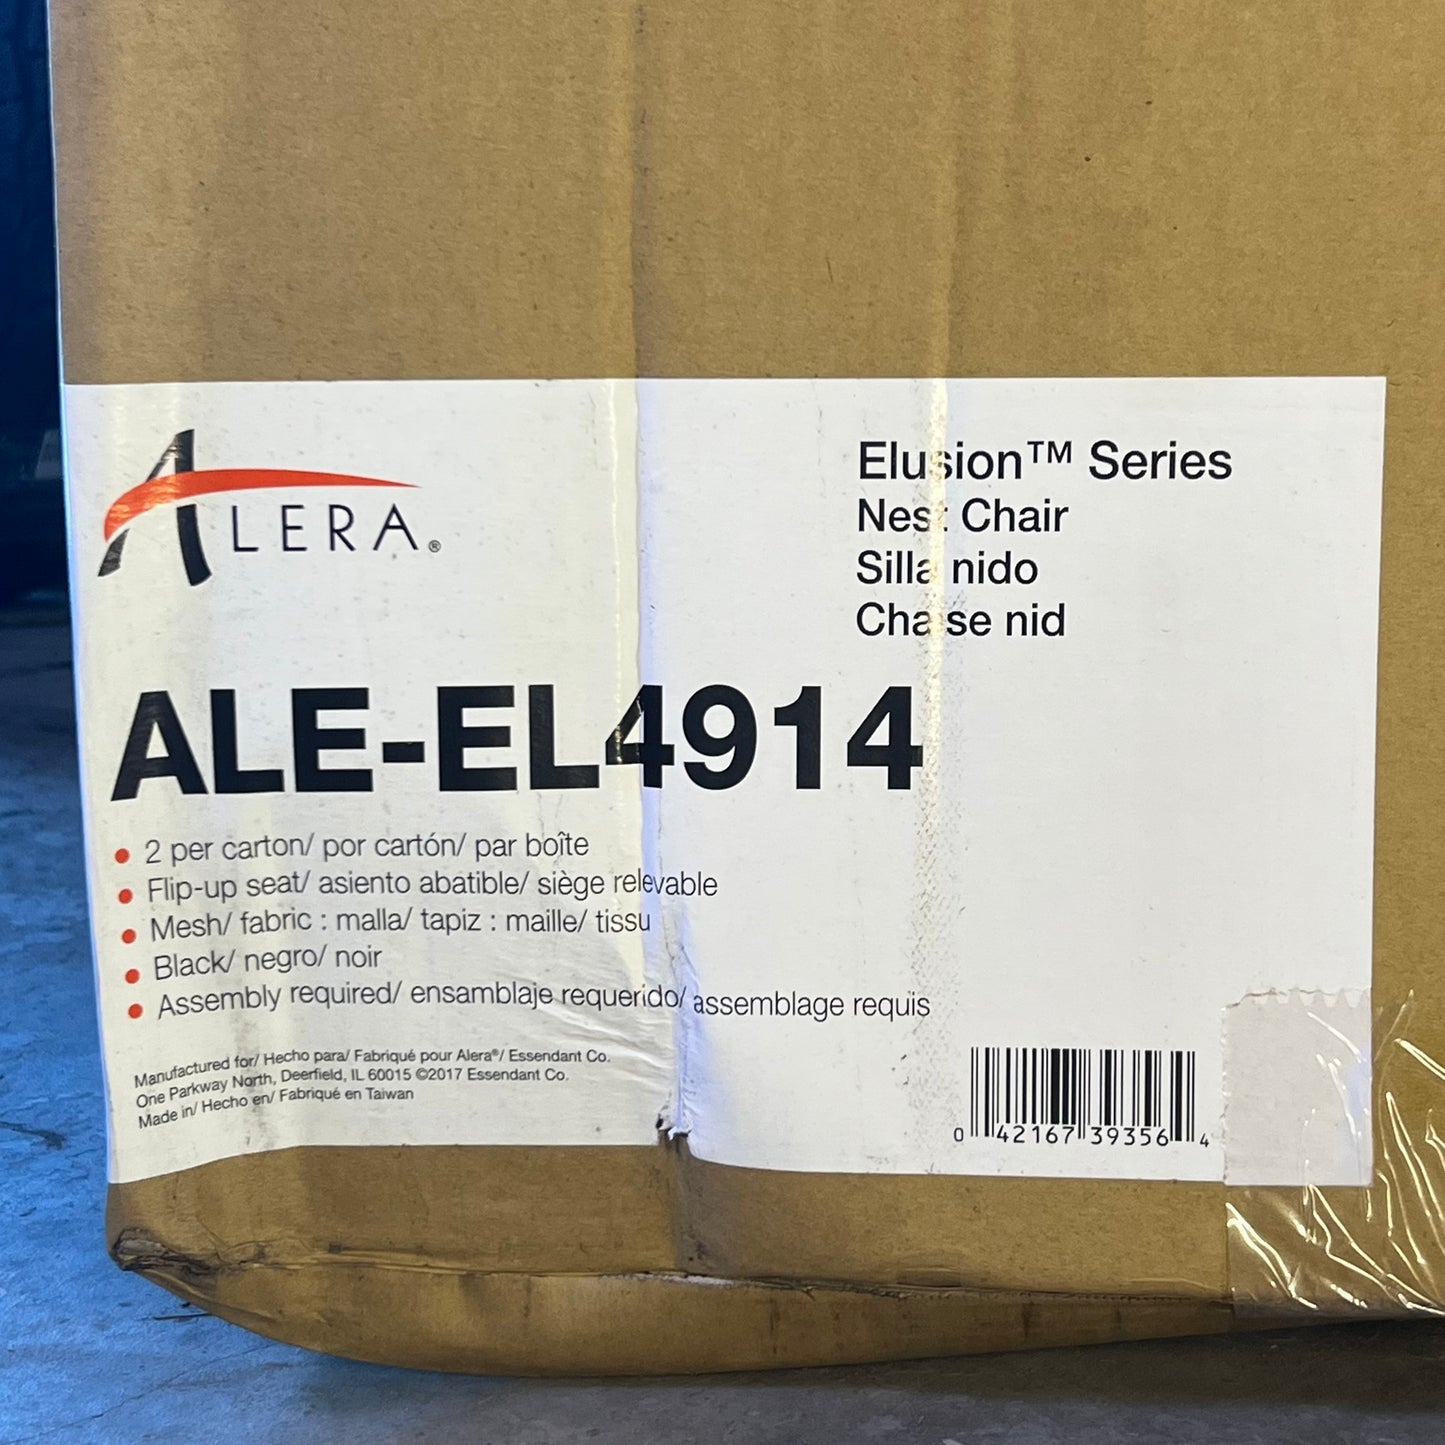 ALERA®
Elusion™ Series
Nest Chair
Silla nido
Chaise nid
ALE-EL4914
• 2 per carton/ por cartón/ par boîte
• Flip-up seat/ asiento abatible/ siège relevable
• Mesh/ fabric : malla/ tapiz : maille/ tissu
• Black/ negro/ noir
• Assembly required/ ensamblaje requerido/ assemblage requis
Manufactured for/ Hecho para/ Fabriqué pour Alera®/ Essendant Co.
One Parkway North, Deerfield, IL 60015 ©2017 Essendant Co.
Made in/ Hecho en/ Fabriqué en Taiwan
0 42167 39356 4